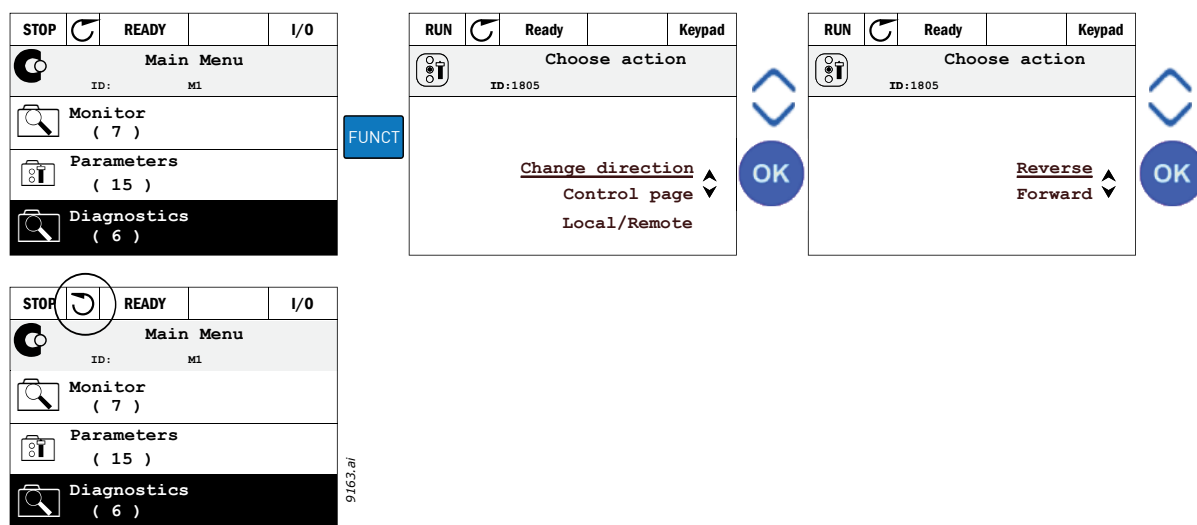 STOP READY I/O
Main Menu
ID: M1
Monitor
( 7 )
Parameters
( 15 )
Diagnostics
( 6 )
FUNCT
RUN Ready Keypad
Choose action
ID:1805
Change direction
Control page
Local/Remote
OK
RUN Ready Keypad
Choose action
ID:1805
Reverse
Forward
OK
STOP READY I/O
Main Menu
ID: M1
Monitor
( 7 )
Parameters
( 15 )
Diagnostics
( 6 )
9163.ai